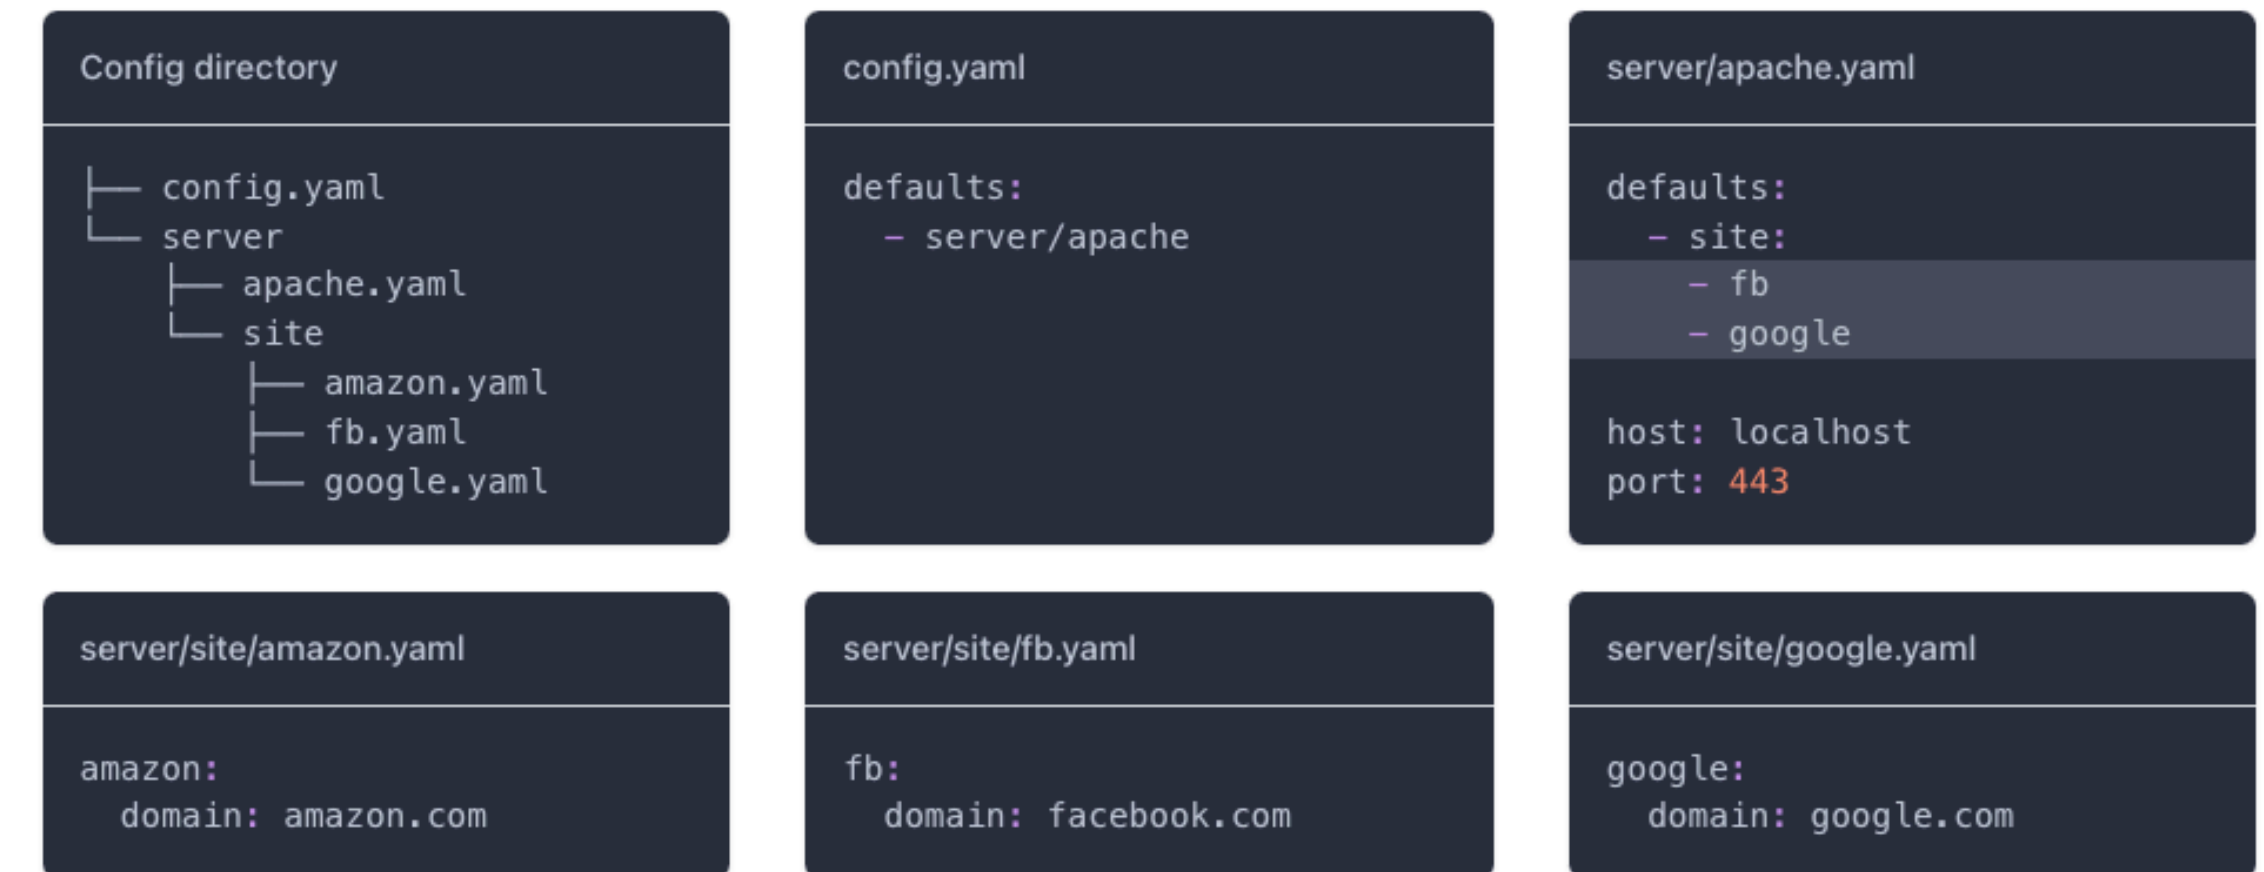 Config directory
├── config.yaml
└── server
    ├── apache.yaml
    └── site
        ├── amazon.yaml
        ├── fb.yaml
        └── google.yaml
config.yaml
defaults:
  - server/apache
server/apache.yaml
defaults:
  - site:
    - fb
    - google
host: localhost
port: 443
server/site/amazon.yaml
amazon:
  domain: amazon.com
server/site/fb.yaml
fb:
  domain: facebook.com
server/site/google.yaml
google:
  domain: google.com